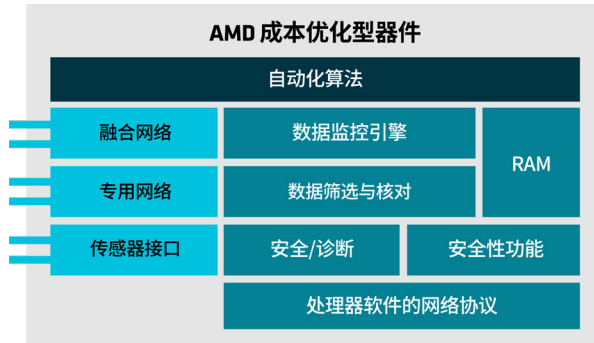 AMD 成本优化型器件
自动化算法
融合网络
数据监控引擎
RAM
专用网络
数据筛选与核对
传感器接口
安全/诊断
安全性功能
处理器软件的网络协议